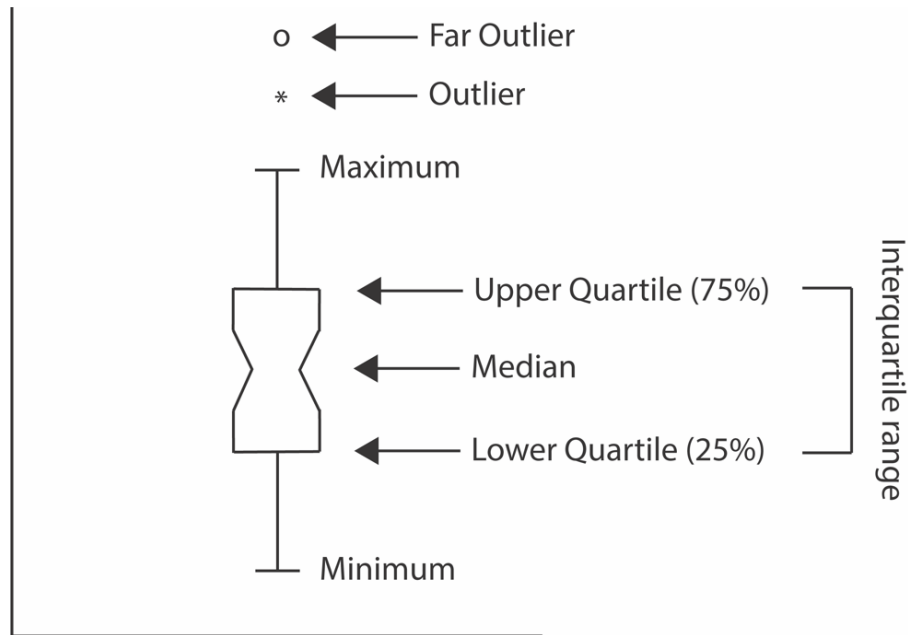 o
Far Outlier
*
Outlier
Maximum
Upper Quartile (75%)
Median
Lower Quartile (25%)
Interquartile range
Minimum